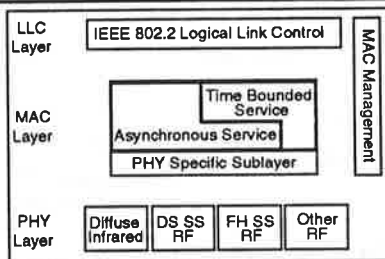 LLC
Layer
IEEE 802.2 Logical Link Control
MAC Management
MAC
Layer
Time Bounded
Service
Asynchronous Service
PHY Specific Sublayer
PHY
Layer
Diffuse
Infrared
DS SS
RF
FH SS
RF
Other
RF